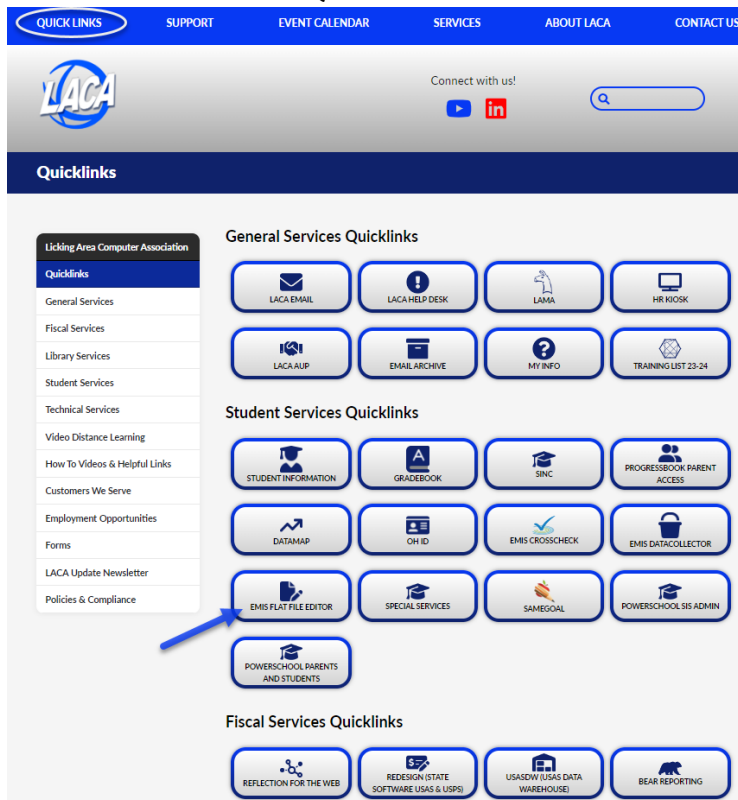 QUICK LINKS
SUPPORT
EVENT CALENDAR
SERVICES
ABOUT LACA
CONTACT US
LACA
Connect with us!
in
Quicklinks
Licking Area Computer Association
Quicklinks
General Services
Fiscal Services
Library Services
Student Services
Technical Services
Video Distance Learning
How To Videos & Helpful Links
Customers We Serve
Employment Opportunities
Forms
LACA Update Newsletter
Policies & Compliance
General Services Quicklinks
LACA EMAIL
LACA HELP DESK
LAMA
HR KIOSK
LACA AUP
EMAIL ARCHIVE
MY INFO
TRAINING LIST 23-24
Student Services Quicklinks
STUDENT INFORMATION
A
GRADEBOOK
SINC
PROGRESSBOOK PARENT
ACCESS
DATAMAP
OH ID
EMIS CROSSCHECK
EMIS DATACOLLECTOR
EMIS FLAT FILE EDITOR
SPECIAL SERVICES
SAMEGOAL
POWERSCHOOL SIS ADMIN
POWERSCHOOL PARENTS
AND STUDENTS
Fiscal Services Quicklinks
REFLECTION FOR THE WEB
REDESIGN (STATE
SOFTWARE USAS & USPS)
USASDW (USAS DATA
WAREHOUSE)
BEAR REPORTING